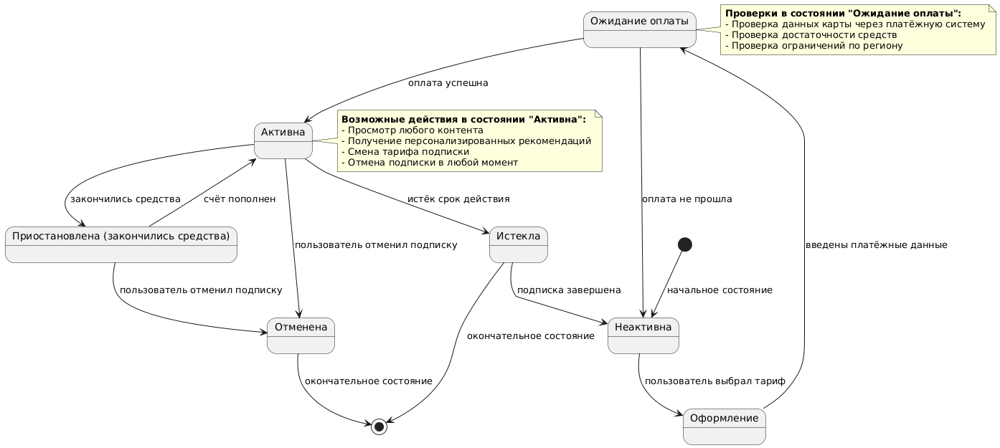 Ожидание оплаты
Проверки в состоянии "Ожидание оплаты":
- Проверка данных карты через платёжную систему
- Проверка достаточности средств
- Проверка ограничений по региону
оплата успешна
Активна
Возможные действия в состоянии "Активна":
- Просмотр любого контента
- Получение персонализированных рекомендаций
- Смена тарифа подписки
- Отмена подписки в любой момент
закончились средства
счёт пополнен
истёк срок действия
оплата не прошла
Приостановлена (закончились средства)
пользователь отменил подписку
Истекла
введены платёжные данные
пользователь отменил подписку
подписка завершена
начальное состояние
Отменена
окончательное состояние
Неактивна
окончательное состояние
пользователь выбрал тариф
Оформление